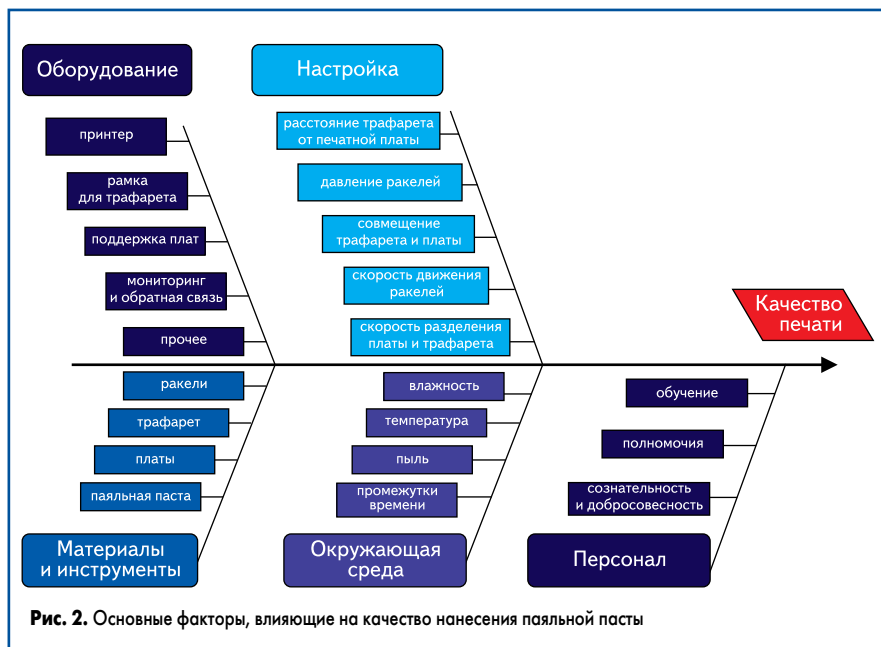 Оборудование
принтер
рамка
для трафарета
поддержка плат
мониторинг
и обратная связь
прочее
Настройка
расстояние трафарета
от печатной платы
давление ракелей
совмещение
трафарета и платы
скорость движения
ракелей
скорость разделения
платы и трафарета
Качество
печати
ракели
трафарет
платы
паяльная паста
Материалы
и инструменты
влажность
температура
пыль
промежутки
времени
Окружающая
среда
обучение
полномочия
сознательность
и добросовесность
Персонал
Рис. 2. Основные факторы, влияющие на качество нанесения паяльной пасты